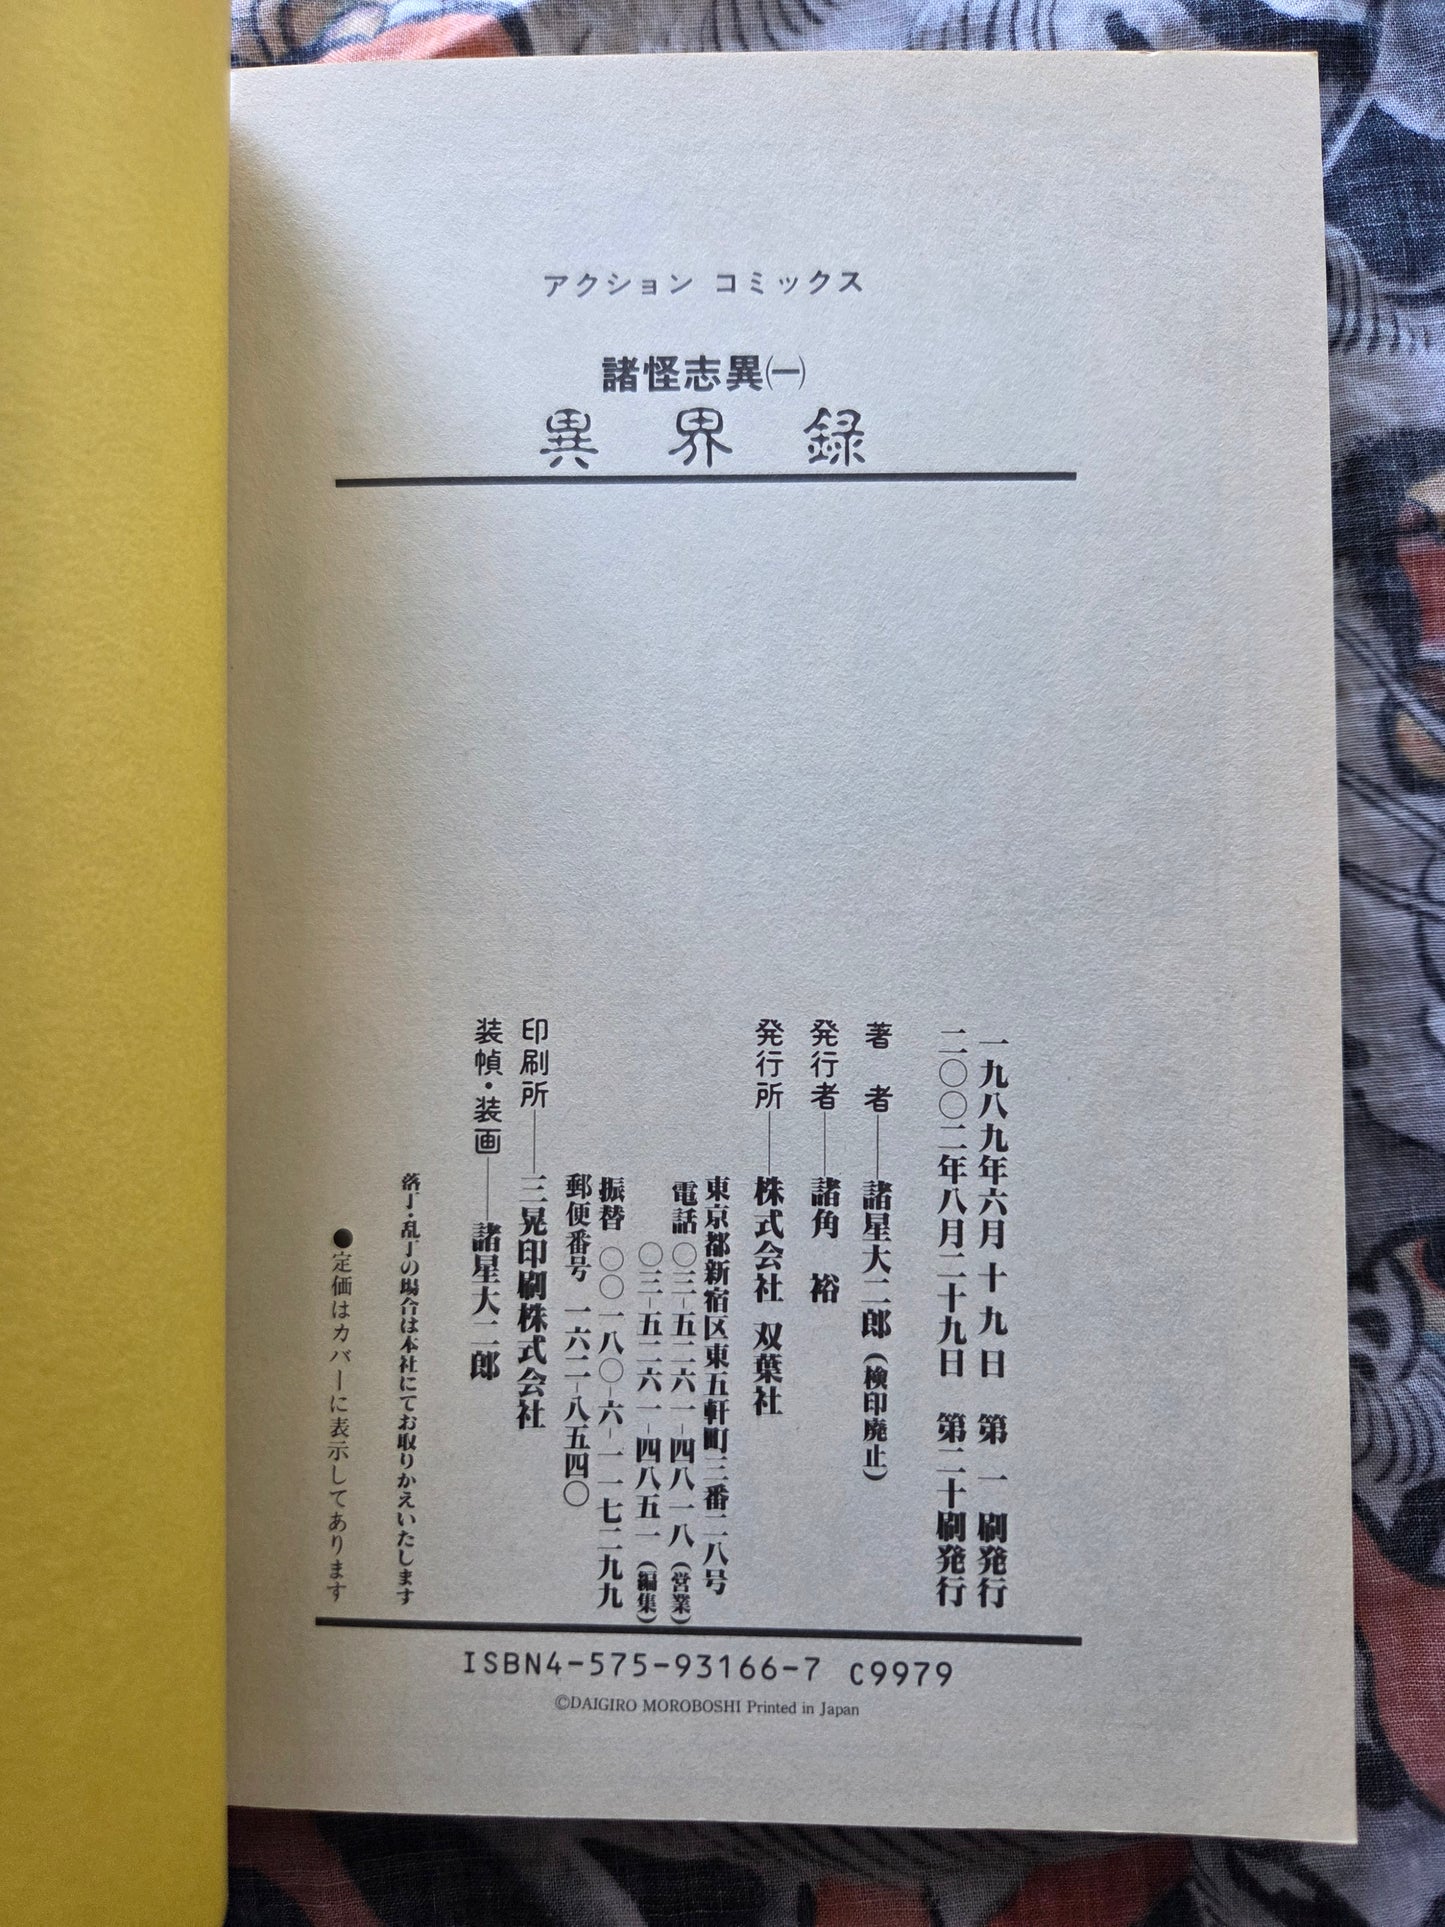 アクション コミックス
諸怪志異㈠
異界録
一九八九年六月十九日 第一刷発行
二〇〇二年八月二十九日 第二十刷発行
著者――諸星大二郎(検印廃止)
発行者――諸角 裕
発行所――株式会社 双葉社
東京都新宿区東五軒町三番二八号
電話 〇三-五二六一-四八一八(営業)
〇三-五二六一-四八五一(編集)
振替 〇〇一八〇-六-一一七二九九
郵便番号 一六二-八五四〇
印刷所――三晃印刷株式会社
装幀・装画――諸星大二郎
落丁・乱丁の場合は本社にてお取りかえいたします
●定価はカバーに表示してあります
ISBN4-575-93166-7 C9979
©DAIGIRO MOROBOSHI Printed in Japan